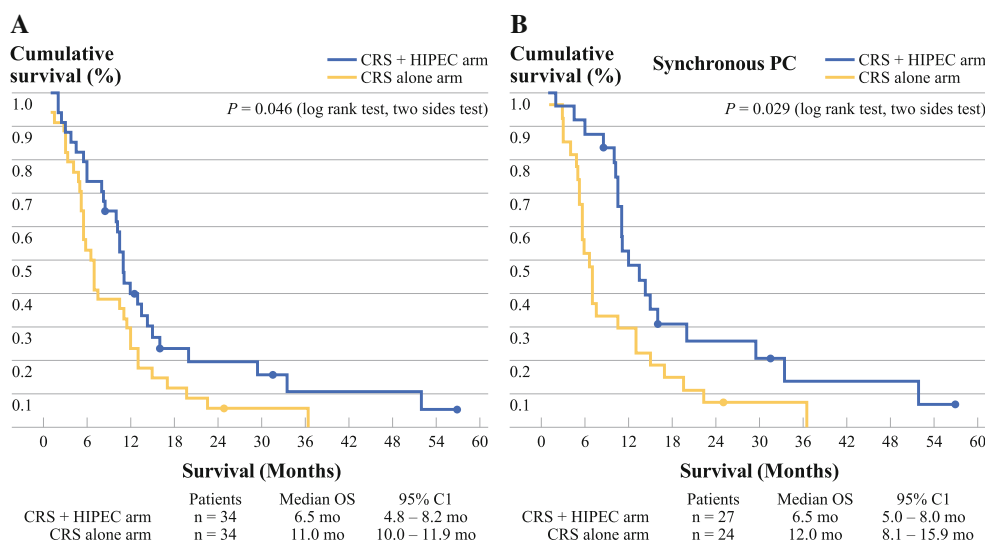 A
Cumulative
survival (%)
CRS + HIPEC arm
CRS alone arm
P = 0.046 (log rank test, two sides test)
1.0
0.9
0.8
0.7
0.6
0.5
0.4
0.3
0.2
0.1
0 6 12 18 24 30 36 42 48 54 60
Survival (Months)
Patients Median OS 95% C1
CRS + HIPEC arm n = 34 6.5 mo 4.8 – 8.2 mo
CRS alone arm n = 34 11.0 mo 10.0 – 11.9 mo
B
Cumulative
survival (%)
Synchronous PC
CRS + HIPEC arm
CRS alone arm
P = 0.029 (log rank test, two sides test)
1.0
0.9
0.8
0.7
0.6
0.5
0.4
0.3
0.2
0.1
0 6 12 18 24 30 36 42 48 54 60
Survival (Months)
Patients Median OS 95% C1
CRS + HIPEC arm n = 27 6.5 mo 5.0 – 8.0 mo
CRS alone arm n = 24 12.0 mo 8.1 – 15.9 mo